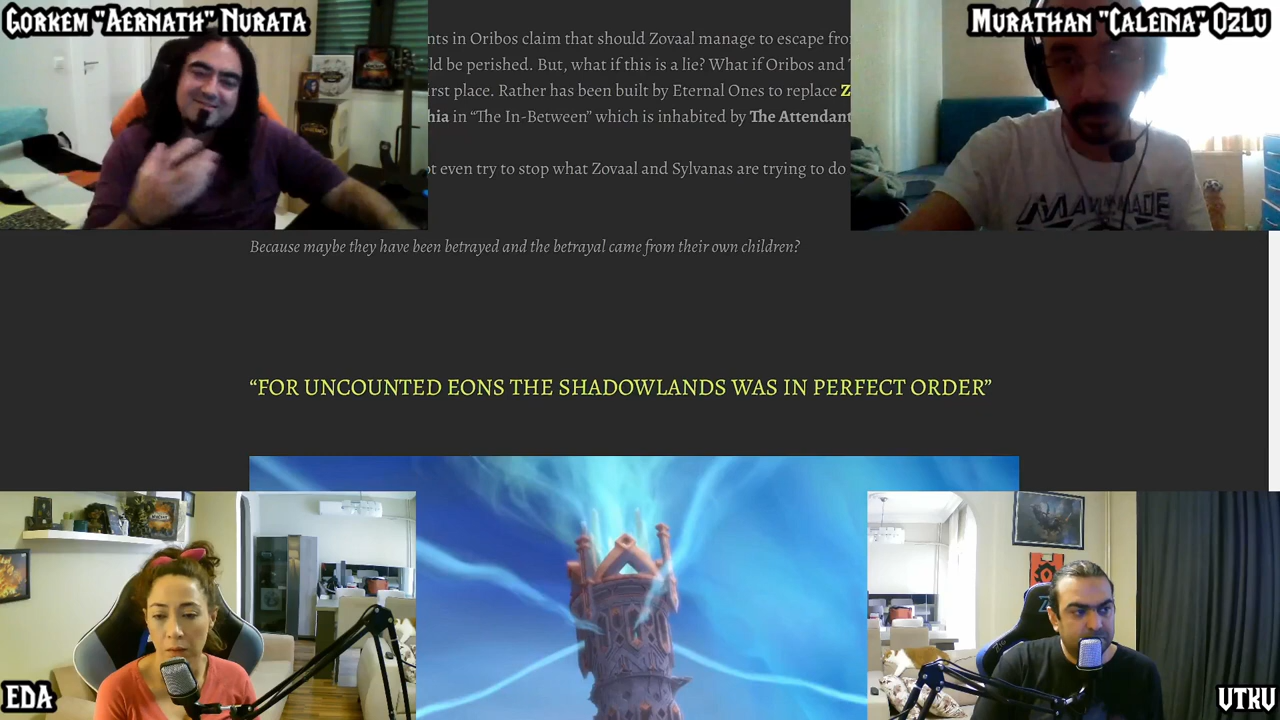 GORKEM "AERNATH" NURATA
MURATHAN "CALEINA" OZLU
nts in Oribos claim that should Zovaal manage to escape fro
ld be perished. But, what if this is a lie? What if Oribos and
rst place. Rather has been built by Eternal Ones to replace Z
hia in “The In-Between” which is inhabited by The Attendant
ot even try to stop what Zovaal and Sylvanas are trying to do
Because maybe they have been betrayed and the betrayal came from their own children?
“FOR UNCOUNTED EONS THE SHADOWLANDS WAS IN PERFECT ORDER”
EDA
UTKU